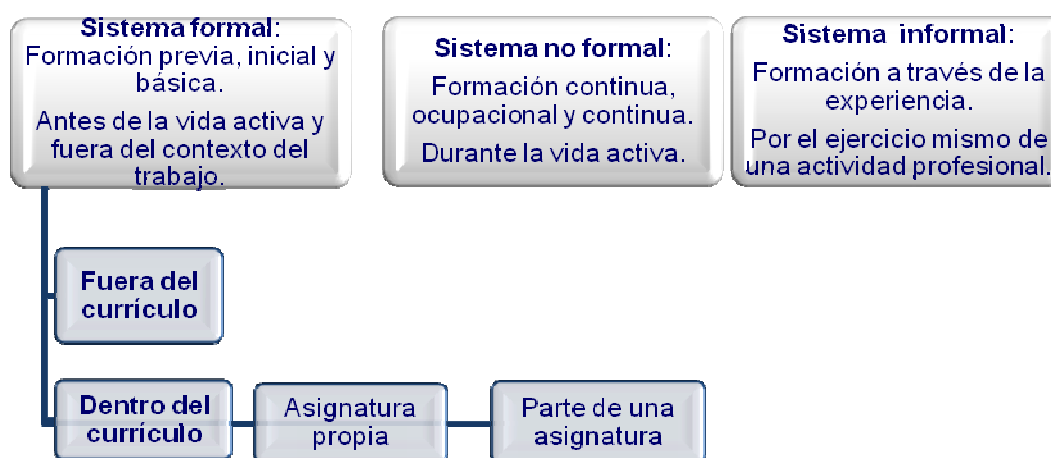 Sistema formal:
Formación previa, inicial y
básica.
Antes de la vida activa y
fuera del contexto del
trabajo.
Sistema no formal:
Formación continua,
ocupacional y continua.
Durante la vida activa.
Sistema informal:
Formación a través de la
experiencia.
Por el ejercicio mismo de
una actividad profesional.
Fuera del
currículo
Dentro del
currículo
Asignatura
propia
Parte de una
asignatura